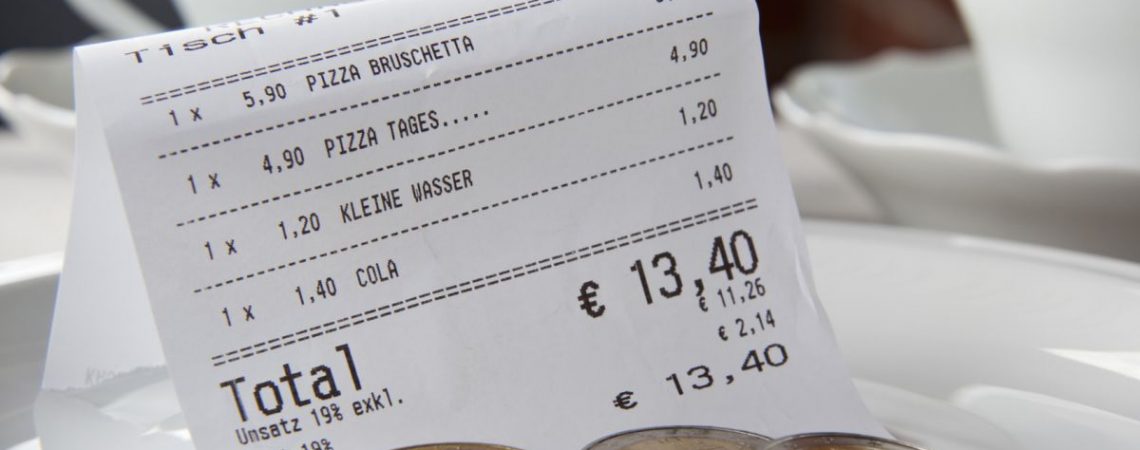 Tisch #1
1 x 5,90 PIZZA BRUSCHETTA
1 x 4,90 PIZZA TAGES..... 4,90
1 x 1,20 KLEINE WASSER 1,20
1 x 1,40 COLA 1,40
Total € 13,40
Umsatz 19% exkl. € 11,26
19% € 2,14
€ 13,40